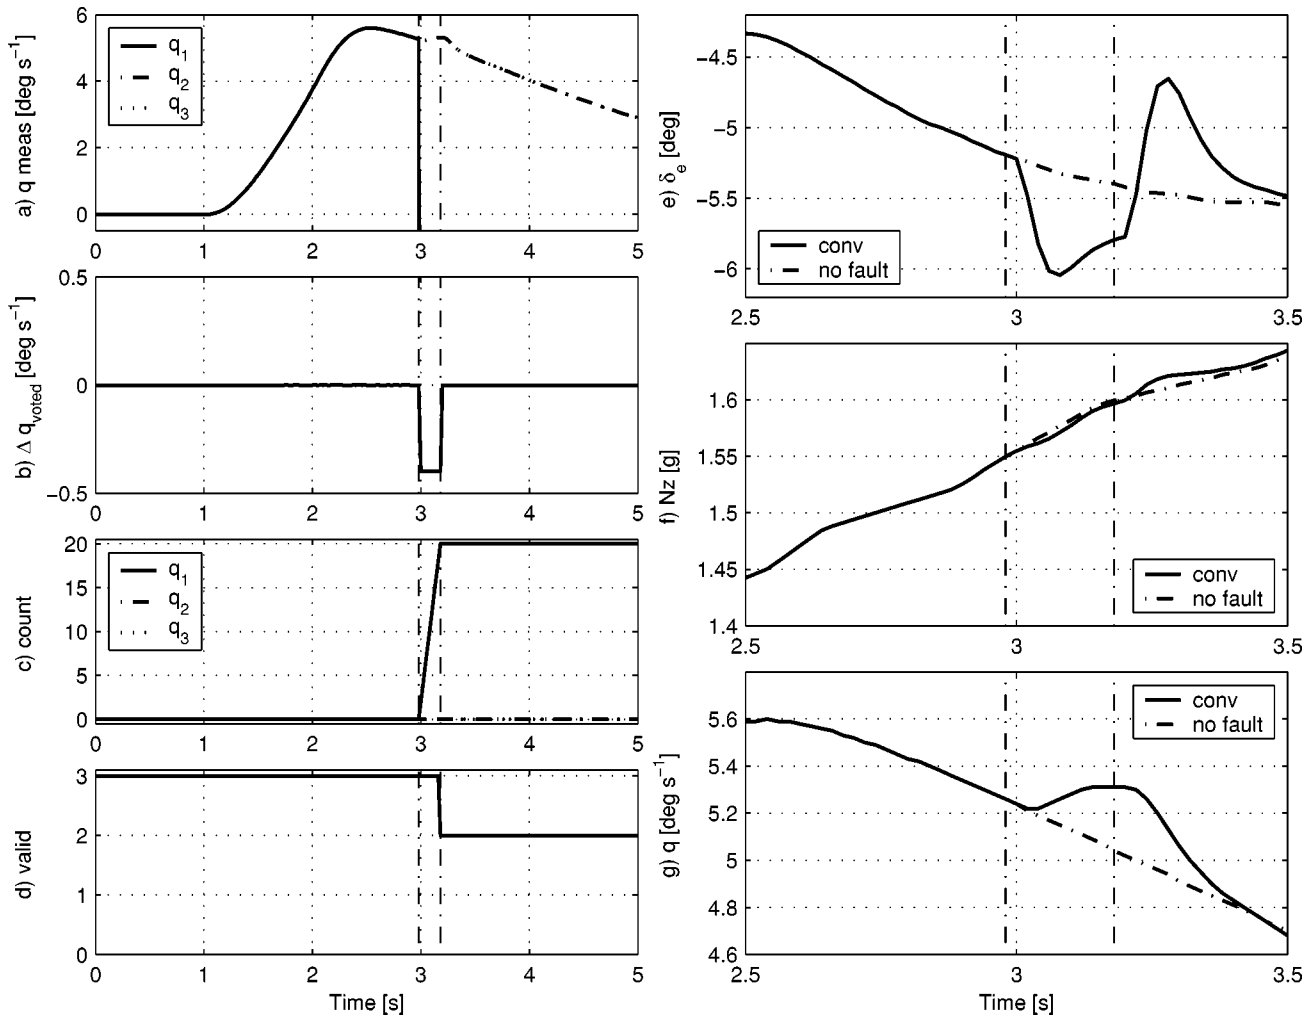 6
4
2
0
0 1 2 3 4 5
a) q meas [deg s⁻¹]
q₁
q₂
q₃
0.5
0
−0.5
0 1 2 3 4 5
b) Δ q_voted [deg s⁻¹]
20
15
10
5
0
0 1 2 3 4 5
c) count
q₁
q₂
q₃
3
2
1
0
0 1 2 3 4 5
d) valid
Time [s]
−4.5
−5
−5.5
−6
2.5 3 3.5
e) δₑ [deg]
conv
no fault
1.6
1.55
1.5
1.45
1.4
2.5 3 3.5
f) Nz [g]
conv
no fault
5.6
5.4
5.2
5
4.8
4.6
2.5 3 3.5
g) q [deg s⁻¹]
conv
no fault
Time [s]